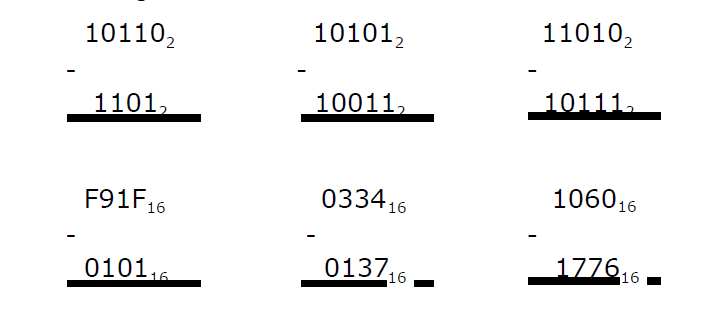 10110₂ 10101₂ 11010₂
- - -
1101₂ 10011₂ 10111₂
F91F₁₆ 0334₁₆ 1060₁₆
- - -
0101₁₆ 0137₁₆ 1776₁₆